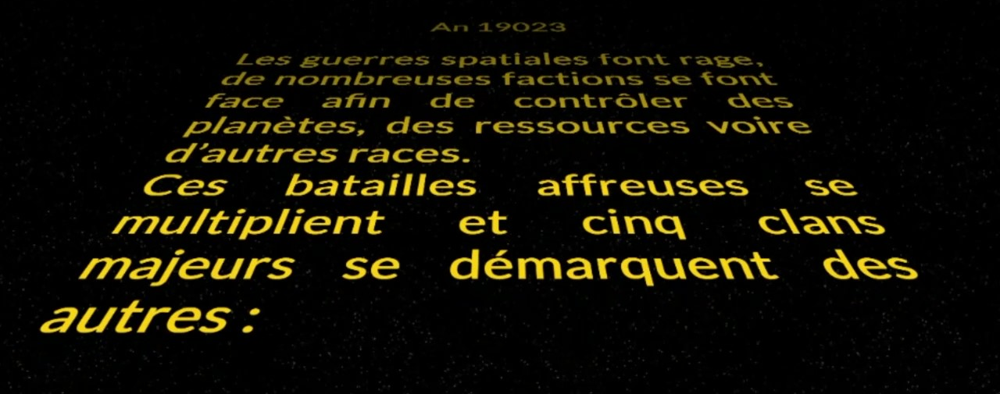 An 19023
Les guerres spatiales font rage,
de nombreuses factions se font
face afin de contrôler des
planètes, des ressources voire
d’autres races.
Ces batailles affreuses se
multiplient et cinq clans
majeurs se démarquent des
autres :